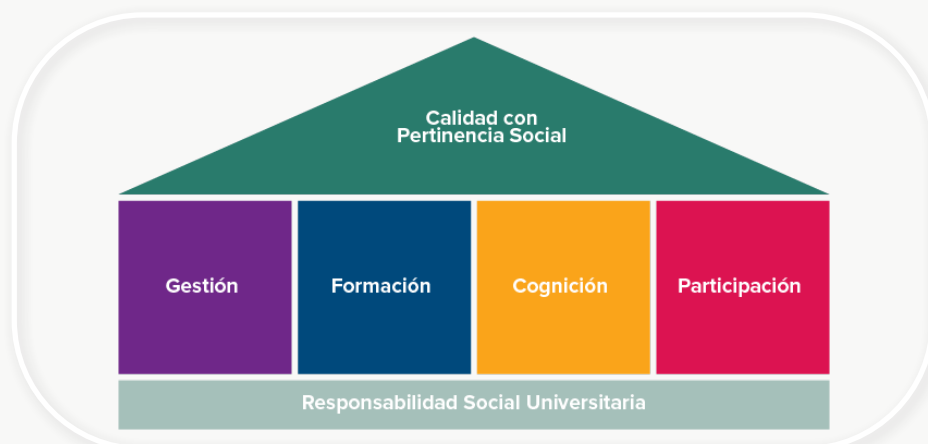 Calidad con
Pertinencia Social
Gestión
Formación
Cognición
Participación
Responsabilidad Social Universitaria